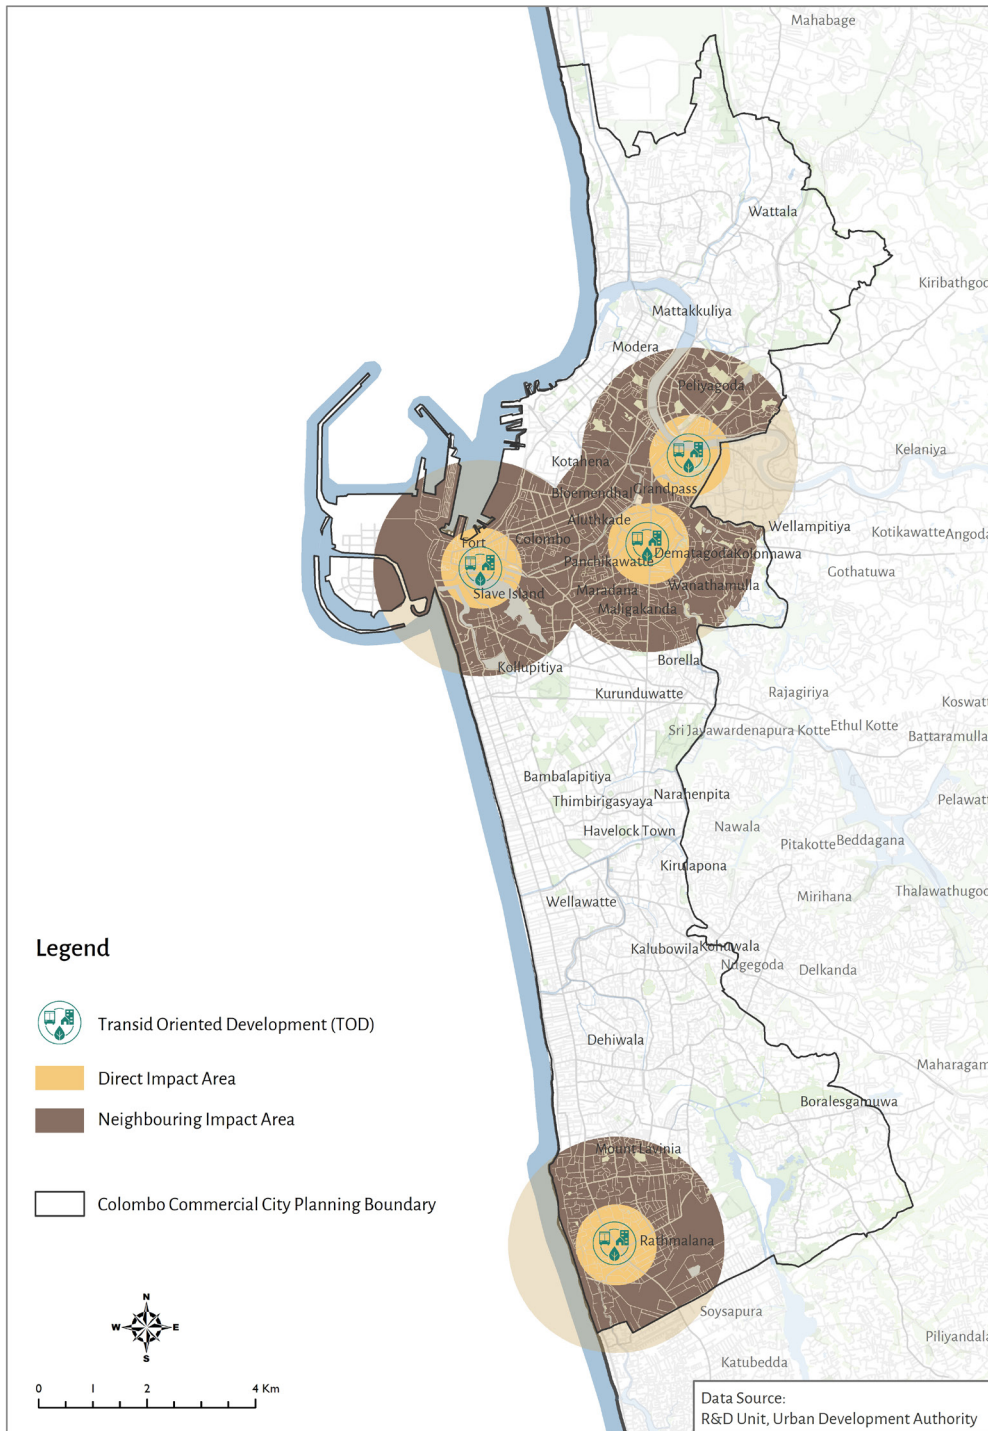 Mahabage
Wattala
Kiribathgod
Mattakkuliya
Modera
Peliyagoda
Kelaniya
Kotahena
Bloemendhal
Grandpass
Aluthkade
Wellampitiya
Kotikawatte
Angoda
Fort
Colombo
Panchikawatte
Dematagoda
Kolonnawa
Gothatuwa
Slave Island
Maradana
Wanathamulla
Maligakanda
Kollupitiya
Borella
Kurunduwatte
Rajagiriya
Koswatt
Sri Jayawardenapura Kotte
Ethul Kotte
Battaramulla
Bambalapitiya
Thimbirigasyaya
Narahenpita
Pelawatt
Havelock Town
Nawala
Pitakotte
Beddagana
Kirulapona
Mirihana
Thalawathugod
Wellawatte
Kalubowila
Kohuwala
Nugegoda
Delkanda
Dehiwala
Maharagam
Boralesgamuwa
Mount Lavinia
Rathmalana
Soysapura
Piliyandala
Katubedda
Legend
Transid Oriented Development (TOD)
Direct Impact Area
Neighbouring Impact Area
Colombo Commercial City Planning Boundary
N
W E
S
0 1 2 4 Km
Data Source:
R&D Unit, Urban Development Authority